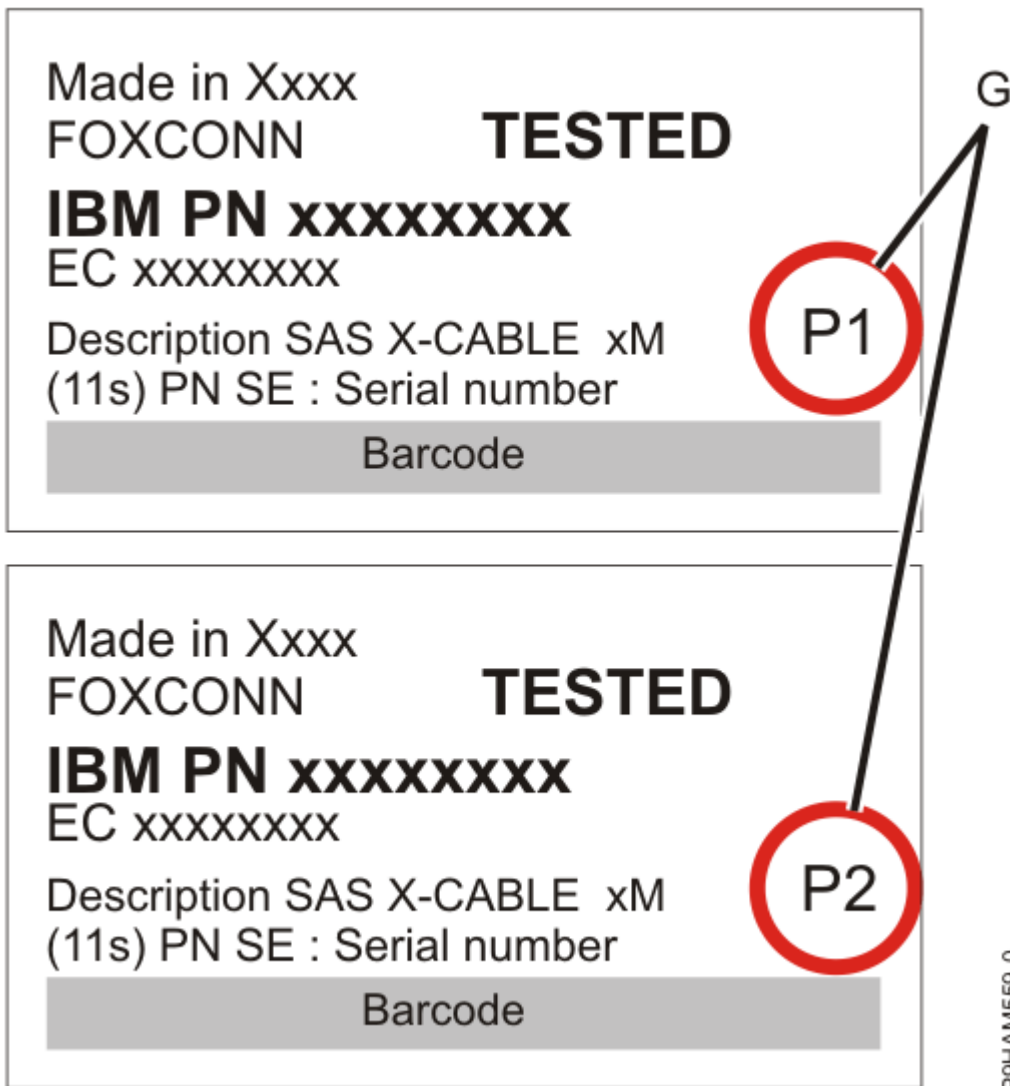 Made in Xxxx
FOXCONN TESTED
IBM PN xxxxxxxx
EC xxxxxxxx
Description SAS X-CABLE xM
(11s) PN SE : Serial number
P1
Barcode
G
Made in Xxxx
FOXCONN TESTED
IBM PN xxxxxxxx
EC xxxxxxxx
Description SAS X-CABLE xM
(11s) PN SE : Serial number
P2
Barcode